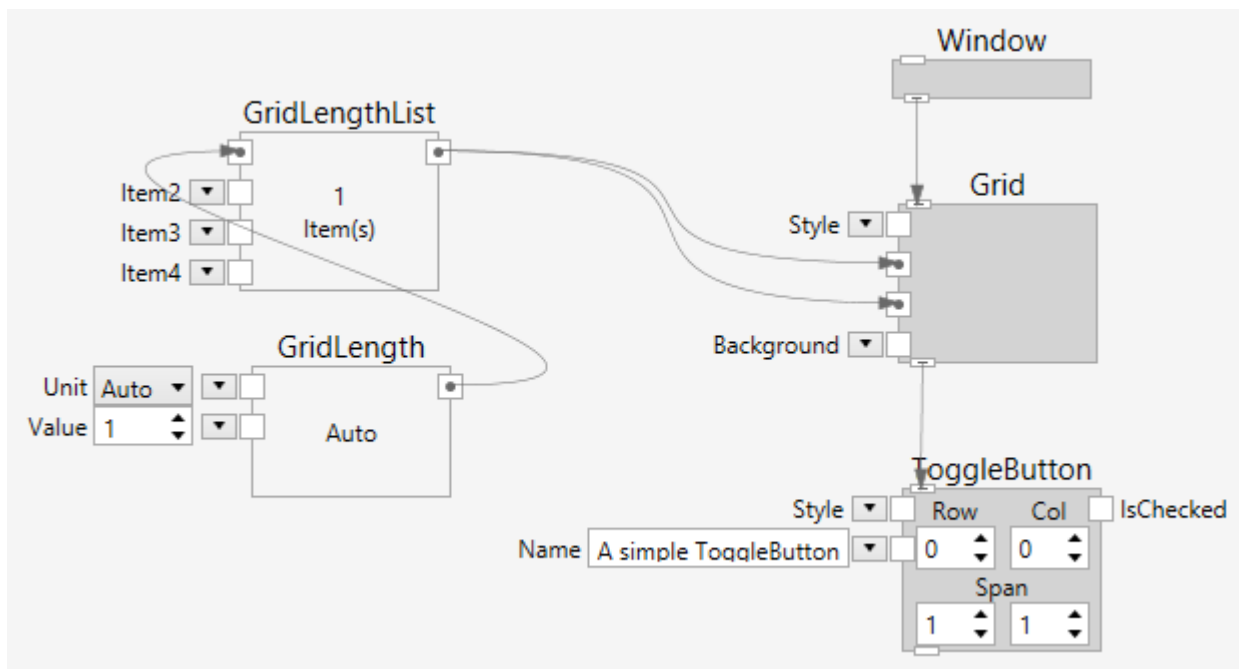 Window
GridLengthList
Item2
1
Item(s)
Item3
Item4
Grid
Style
Background
GridLength
Unit Auto
Value 1
Auto
ToggleButton
Style
Row Col
IsChecked
Name A simple ToggleButton
0 0
Span
1 1